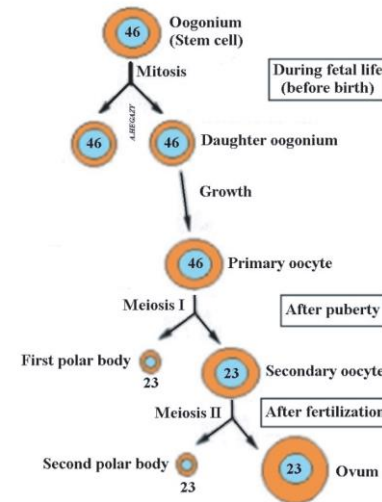 46
Oogonium
(Stem cell)
Mitosis
During fetal life
(before birth)
A.HEGAZY
46
46
Daughter oogonium
Growth
46
Primary oocyte
Meiosis I
After puberty
First polar body
23
23
Secondary oocyte
Meiosis II
After fertilization
Second polar body
23
23
Ovum